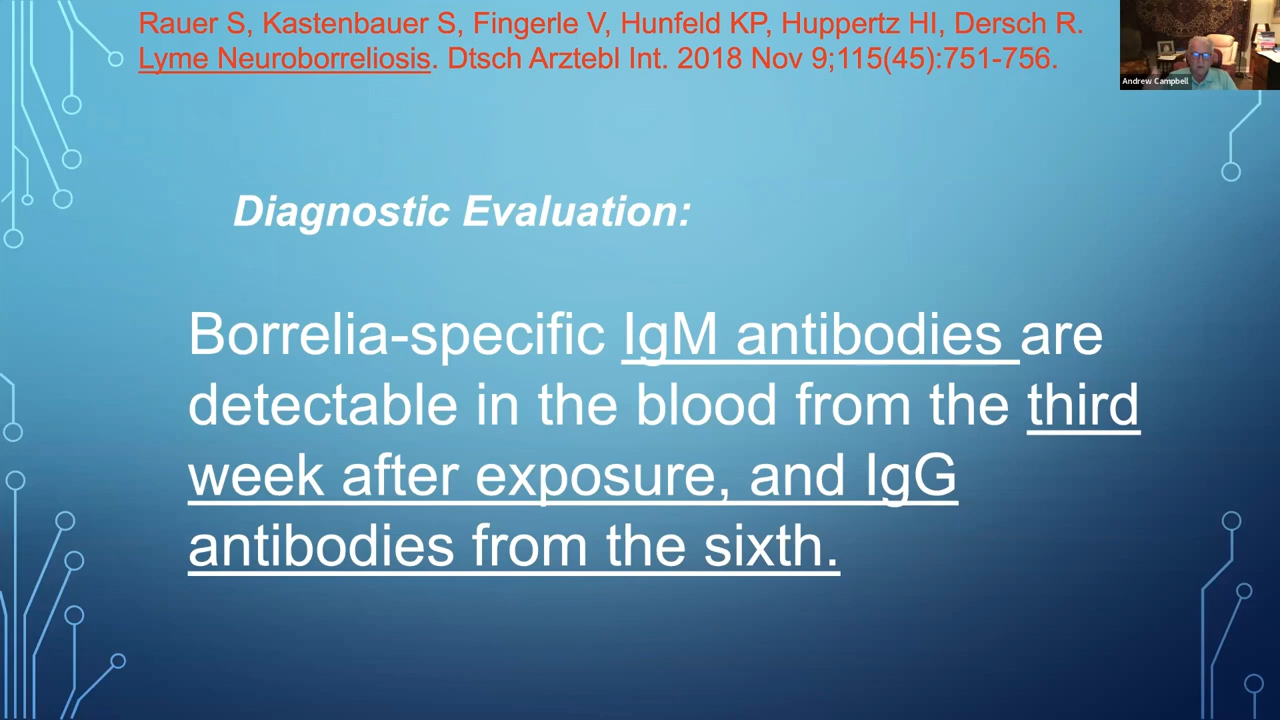 Rauer S, Kastenbauer S, Fingerle V, Hunfeld KP, Huppertz HI, Dersch R.
Lyme Neuroborreliosis. Dtsch Arztebl Int. 2018 Nov 9;115(45):751-756.
Andrew Campbell
Diagnostic Evaluation:
Borrelia-specific IgM antibodies are
detectable in the blood from the third
week after exposure, and IgG
antibodies from the sixth.